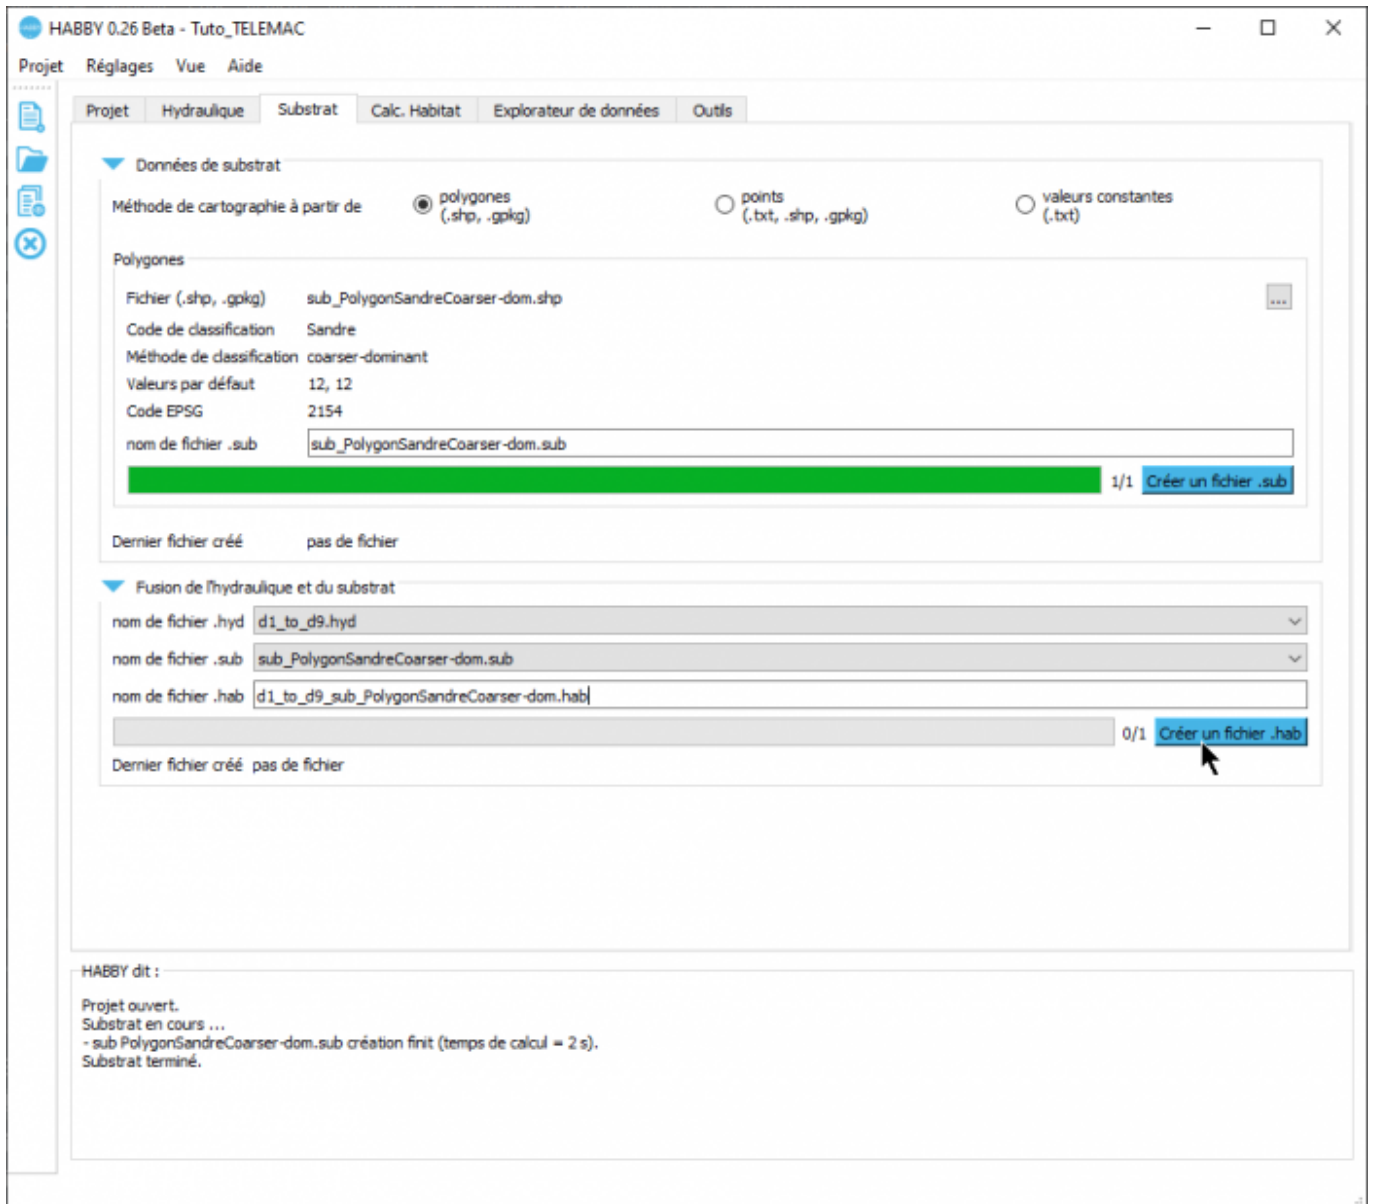 HABBY 0.26 Beta - Tuto_TELEMAC
Projet Réglages Vue Aide
Projet Hydraulique Substrat Calc. Habitat Explorateur de données Outils
Données de substrat
Méthode de cartographie à partir de
polygones
(.shp, .gpkg)
points
(.txt, .shp, .gpkg)
valeurs constantes
(.txt)
Polygones
Fichier (.shp, .gpkg) sub_PolygonSandreCoarser-dom.shp ...
Code de classification Sandre
Méthode de classification coarser-dominant
Valeurs par défaut 12, 12
Code EPSG 2154
nom de fichier .sub sub_PolygonSandreCoarser-dom.sub
1/1 Créer un fichier .sub
Dernier fichier créé pas de fichier
Fusion de l'hydraulique et du substrat
nom de fichier .hyd d1_to_d9.hyd
nom de fichier .sub sub_PolygonSandreCoarser-dom.sub
nom de fichier .hab d1_to_d9_sub_PolygonSandreCoarser-dom.hab
0/1 Créer un fichier .hab
Dernier fichier créé pas de fichier
HABBY dit :
Projet ouvert.
Substrat en cours ...
- sub PolygonSandreCoarser-dom.sub création finit (temps de calcul = 2 s).
Substrat terminé.